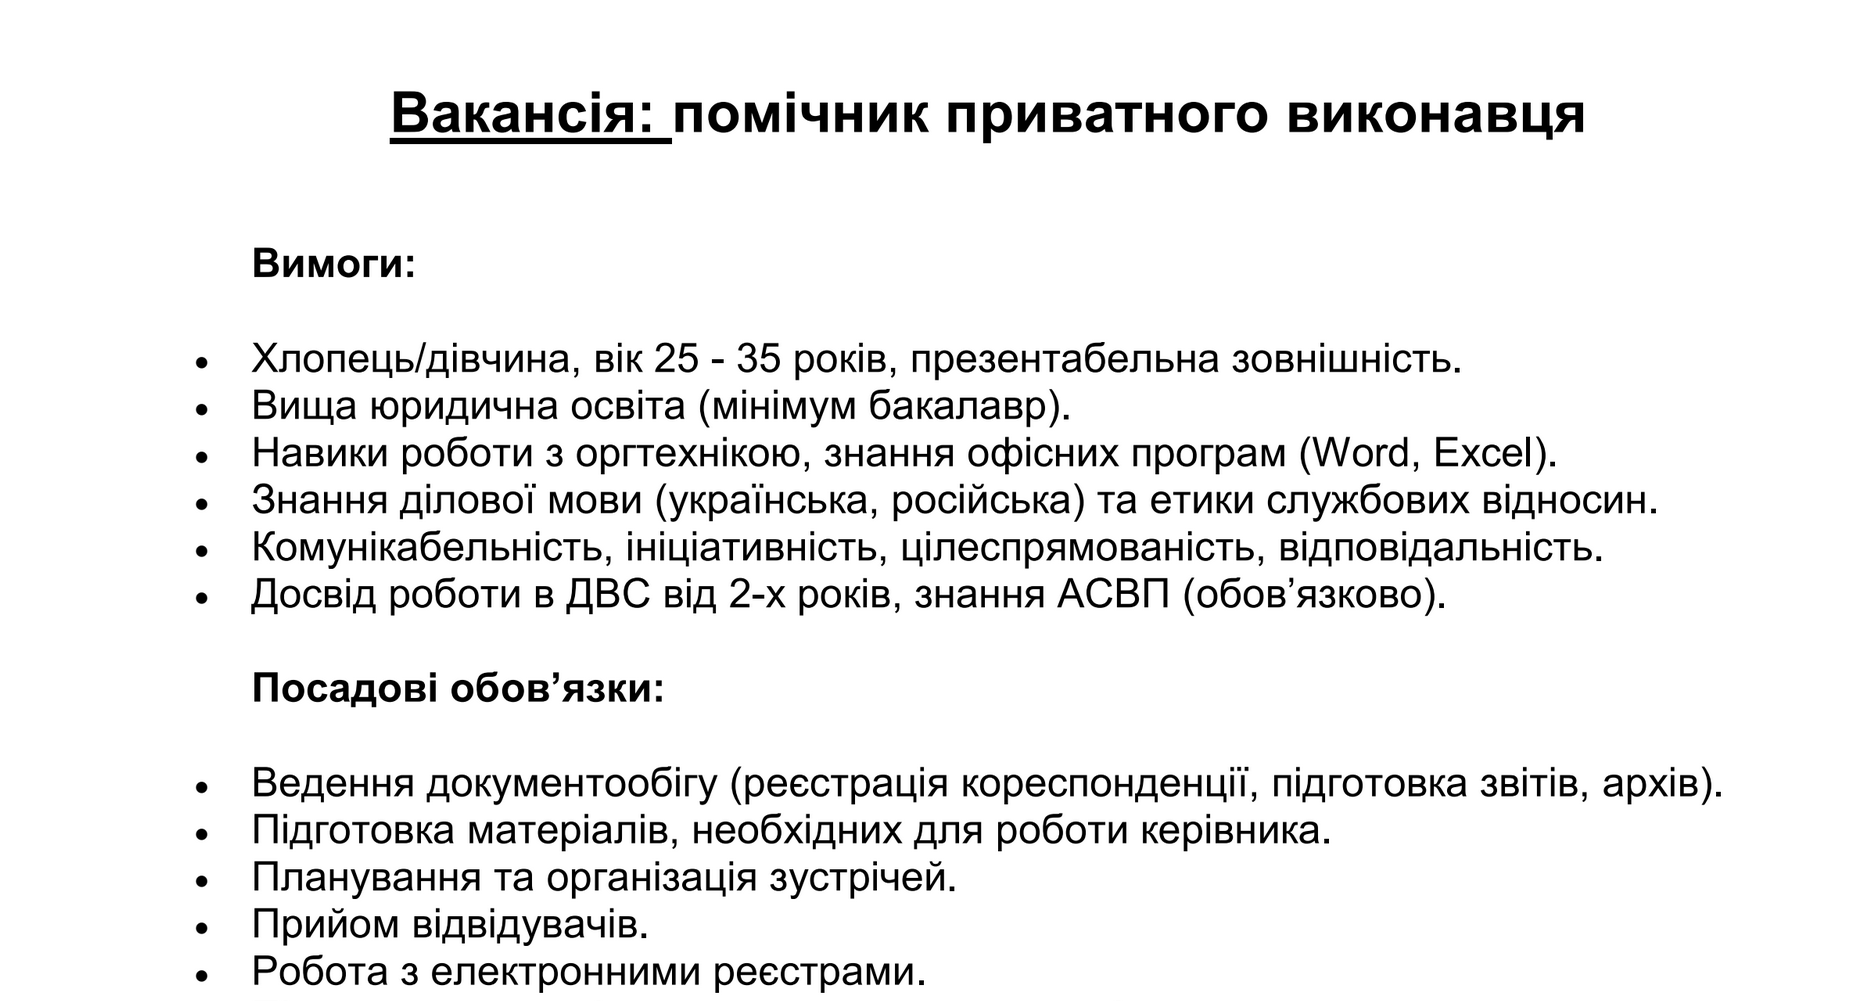 Вакансія: помічник приватного виконавця
Вимоги:
• Хлопець/дівчина, вік 25 - 35 років, презентабельна зовнішність.
• Вища юридична освіта (мінімум бакалавр).
• Навики роботи з оргтехнікою, знання офісних програм (Word, Excel).
• Знання ділової мови (українська, російська) та етики службових відносин.
• Комунікабельність, ініціативність, цілеспрямованість, відповідальність.
• Досвід роботи в ДВС від 2-х років, знання АСВП (обов’язково).
Посадові обов’язки:
• Ведення документообігу (реєстрація кореспонденції, підготовка звітів, архів).
• Підготовка матеріалів, необхідних для роботи керівника.
• Планування та організація зустрічей.
• Прийом відвідувачів.
• Робота з електронними реєстрами.